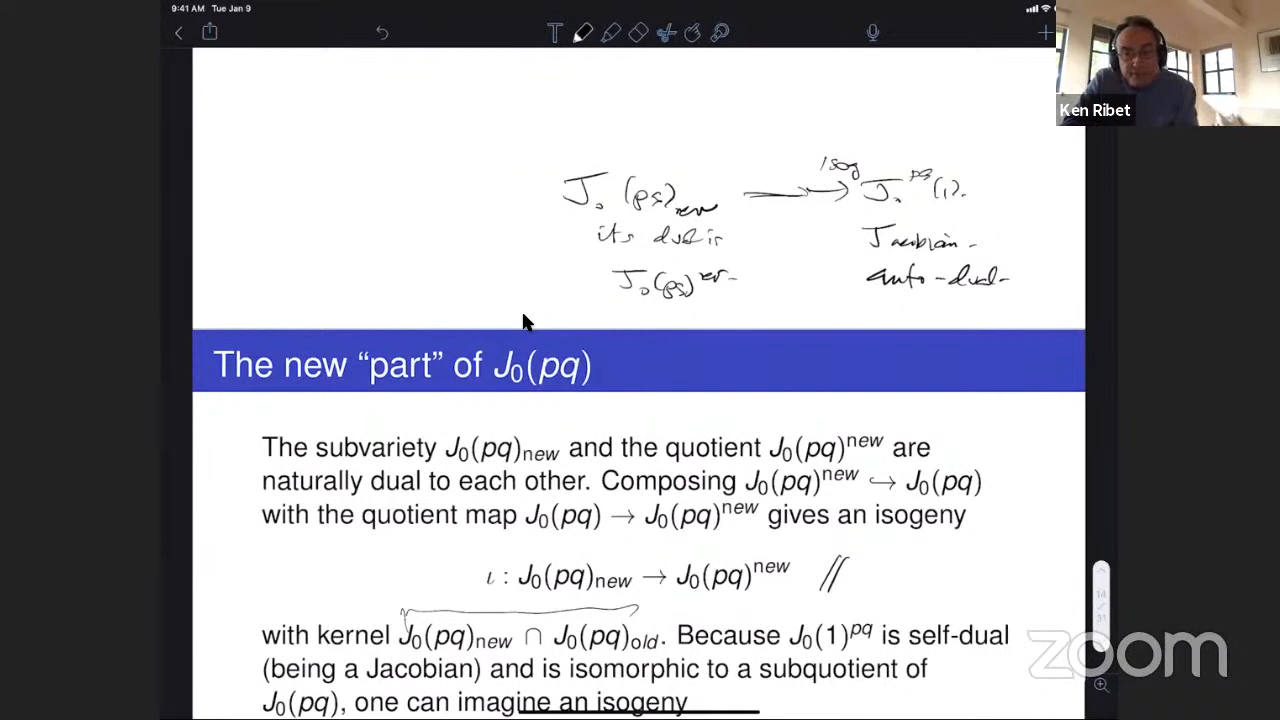 9:41 AM Tue Jan 9
Ken Ribet
isog
J₀(pq)new → J₀^pq(1).
its dual is
Jacobian -
J₀(pq)^new
auto-dual-
The new “part” of J₀(pq)
The subvariety J₀(pq)new and the quotient J₀(pq)^new are
naturally dual to each other. Composing J₀(pq)^new ↪ J₀(pq)
with the quotient map J₀(pq) → J₀(pq)^new gives an isogeny
ι : J₀(pq)new → J₀(pq)^new //
with kernel J₀(pq)new ∩ J₀(pq)old. Because J₀(1)^pq is self-dual
(being a Jacobian) and is isomorphic to a subquotient of
J₀(pq), one can imagine an isogeny
14
/
31
zoom